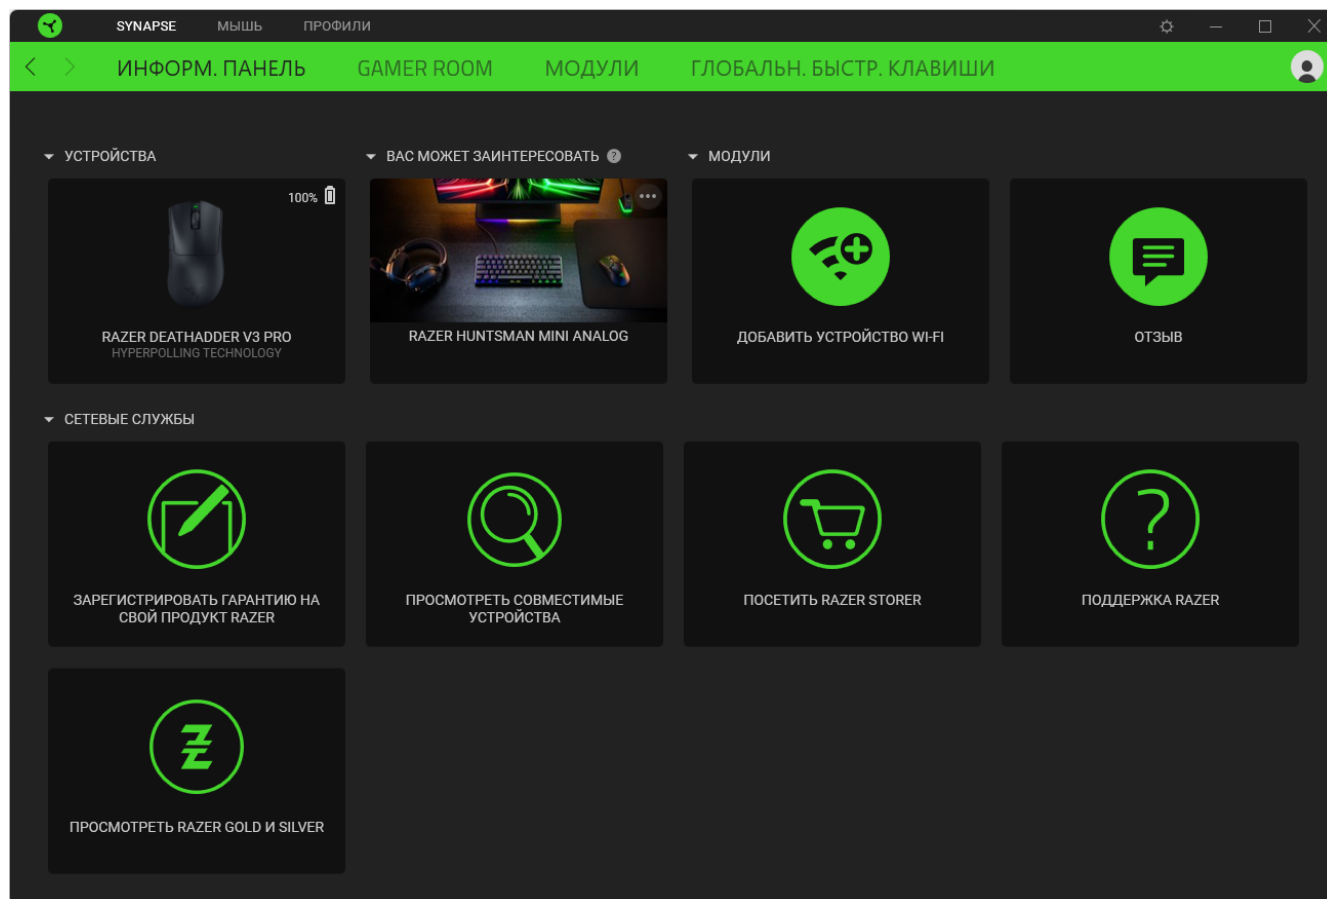 SYNAPSE МЫШЬ ПРОФИЛИ
ИНФОРМ. ПАНЕЛЬ GAMER ROOM МОДУЛИ ГЛОБАЛЬН. БЫСТР. КЛАВИШИ
УСТРОЙСТВА
100%
RAZER DEATHADDER V3 PRO
HYPERPOLLING TECHNOLOGY
ВАС МОЖЕТ ЗАИНТЕРЕСОВАТЬ ?
RAZER HUNTSMAN MINI ANALOG
МОДУЛИ
ДОБАВИТЬ УСТРОЙСТВО WI-FI
ОТЗЫВ
СЕТЕВЫЕ СЛУЖБЫ
ЗАРЕГИСТРИРОВАТЬ ГАРАНТИЮ НА
СВОЙ ПРОДУКТ RAZER
ПРОСМОТРЕТЬ СОВМЕСТИМЫЕ
УСТРОЙСТВА
ПОСЕТИТЬ RAZER STORER
ПОДДЕРЖКА RAZER
ПРОСМОТРЕТЬ RAZER GOLD И SILVER